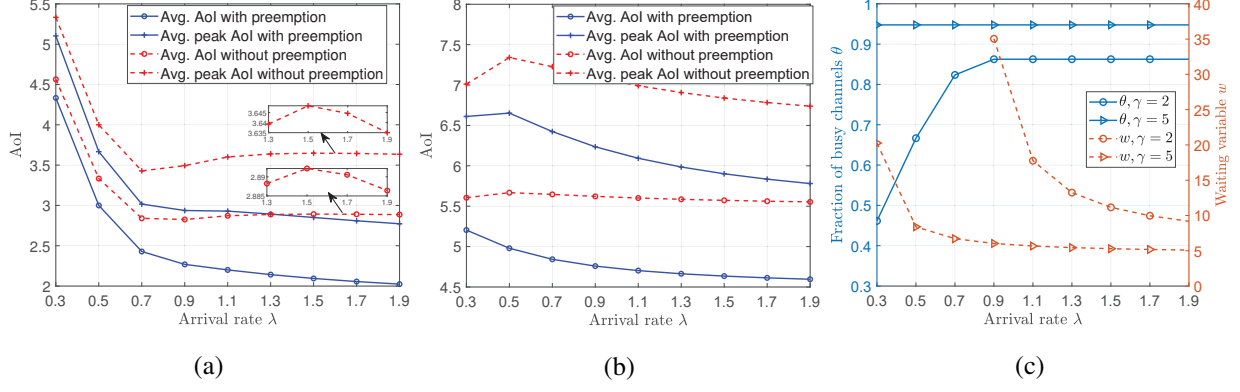 5.5
5
4.5
4
3.5
3
2.5
2
AoI
0.3 0.5 0.7 0.9 1.1 1.3 1.5 1.7 1.9
Arrival rate λ
Avg. AoI with preemption
Avg. peak AoI with preemption
Avg. AoI without preemption
Avg. peak AoI without preemption
3.645
3.64
3.635
1.3 1.5 1.7 1.9
2.89
2.885
1.3 1.5 1.7 1.9
(a)
8
7.5
7
6.5
6
5.5
5
4.5
AoI
0.3 0.5 0.7 0.9 1.1 1.3 1.5 1.7 1.9
Arrival rate λ
Avg. AoI with preemption
Avg. peak AoI with preemption
Avg. AoI without preemption
Avg. peak AoI without preemption
(b)
1
0.9
0.8
0.7
0.6
0.5
0.4
0.3
Fraction of busy channels θ
0.3 0.5 0.7 0.9 1.1 1.3 1.5 1.7 1.9
Arrival rate λ
θ, γ = 2
θ, γ = 5
w, γ = 2
w, γ = 5
40
35
30
25
20
15
10
5
0
Waiting variable w
(c)